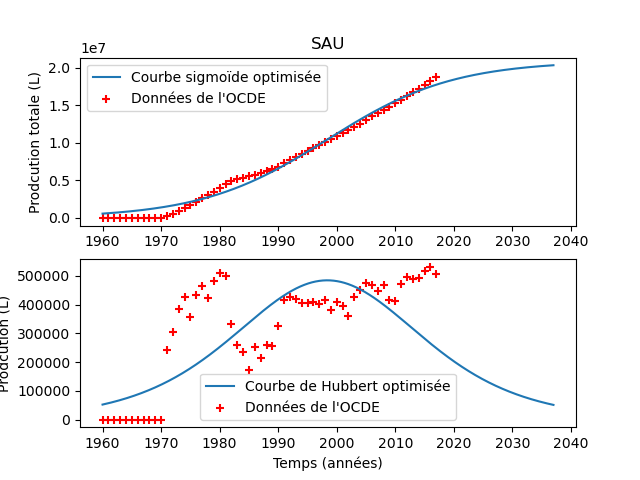 SAU
1e7
Prodcution totale (L)
2.0
1.5
1.0
0.5
0.0
Courbe sigmoïde optimisée
Données de l'OCDE
1960 1970 1980 1990 2000 2010 2020 2030 2040
Prodcution (L)
500000
400000
300000
200000
100000
0
Courbe de Hubbert optimisée
Données de l'OCDE
1960 1970 1980 1990 2000 2010 2020 2030 2040
Temps (années)